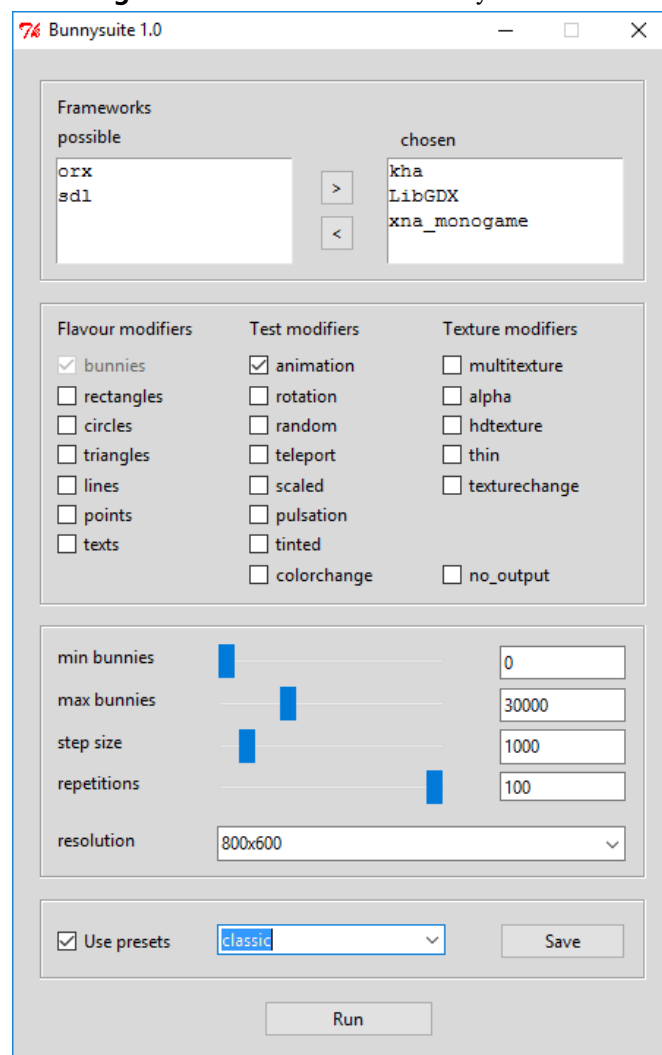 Bunnysuite 1.0
Frameworks
possible
chosen
orx
sdl
>
<
kha
LibGDX
xna_monogame
Flavour modifiers
bunnies
rectangles
circles
triangles
lines
points
texts
Test modifiers
animation
rotation
random
teleport
scaled
pulsation
tinted
colorchange
Texture modifiers
multitexture
alpha
hdtexture
thin
texturechange
no_output
min bunnies 0
max bunnies 30000
step size 1000
repetitions 100
resolution 800x600
Use presets classic Save
Run